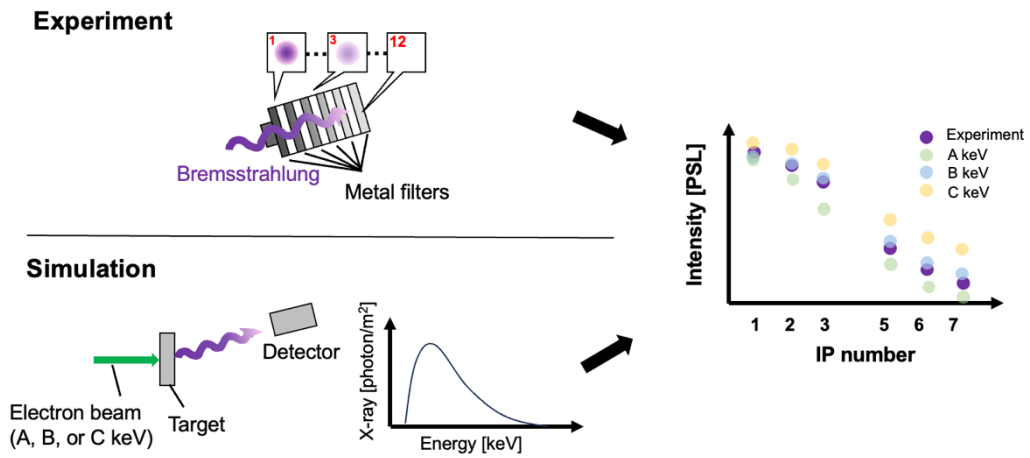 Experiment
1
3
12
Bremsstrahlung
Metal filters
Simulation
Detector
Electron beam
(A, B, or C keV)
Target
X-ray [photon/m2]
Energy [keV]
Intensity [PSL]
Experiment
A keV
B keV
C keV
1 2 3 5 6 7
IP number